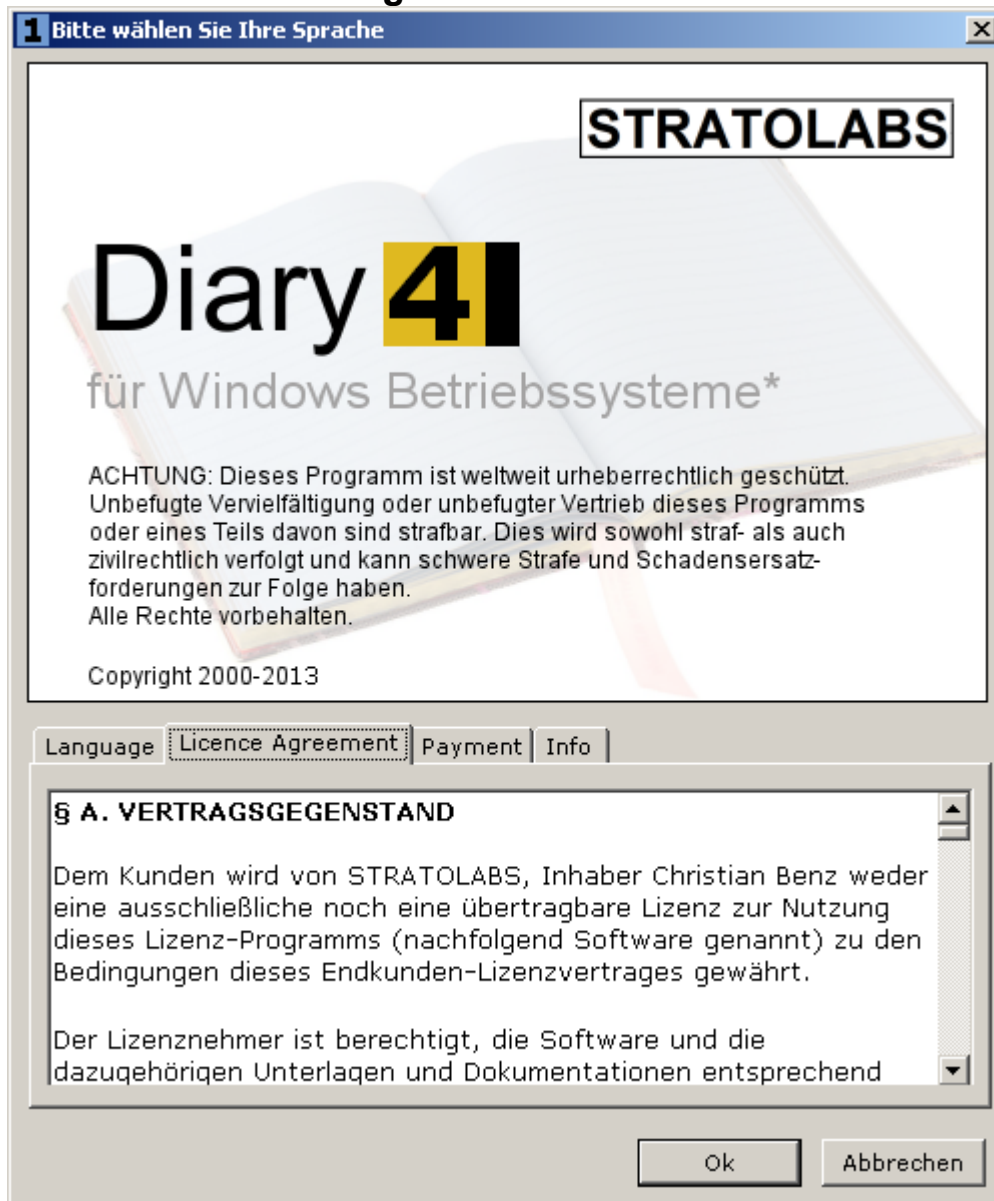 1 Bitte wählen Sie Ihre Sprache
STRATOLABS
Diary 4
für Windows Betriebssysteme*
ACHTUNG: Dieses Programm ist weltweit urheberrechtlich geschützt.
Unbefugte Vervielfältigung oder unbefugter Vertrieb dieses Programms
oder eines Teils davon sind strafbar. Dies wird sowohl straf- als auch
zivilrechtlich verfolgt und kann schwere Strafe und Schadensersatz-
forderungen zur Folge haben.
Alle Rechte vorbehalten.
Copyright 2000-2013
Language Licence Agreement Payment Info
§ A. VERTRAGSGEGENSTAND
Dem Kunden wird von STRATOLABS, Inhaber Christian Benz weder
eine ausschließliche noch eine übertragbare Lizenz zur Nutzung
dieses Lizenz-Programms (nachfolgend Software genannt) zu den
Bedingungen dieses Endkunden-Lizenzvertrages gewährt.
Der Lizenznehmer ist berechtigt, die Software und die
dazugehörigen Unterlagen und Dokumentationen entsprechend
Ok Abbrechen